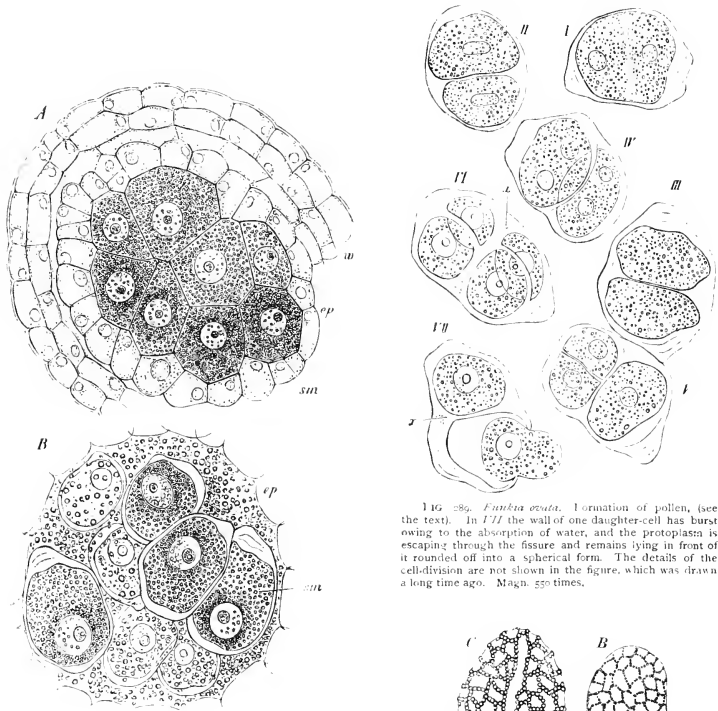 A
w
ep
sm
B
ep
sm
II
I
IV
VI
x
III
VII
V
x
FIG 289. Funkia ovata. Formation of pollen, (see
the text). In VII the wall of one daughter-cell has burst
owing to the absorption of water, and the protoplasm is
escaping through the fissure and remains lying in front of
it rounded off into a spherical form. The details of the
cell-division are not shown in the figure, which was drawn
a long time ago. Magn. 550 times.
C
B